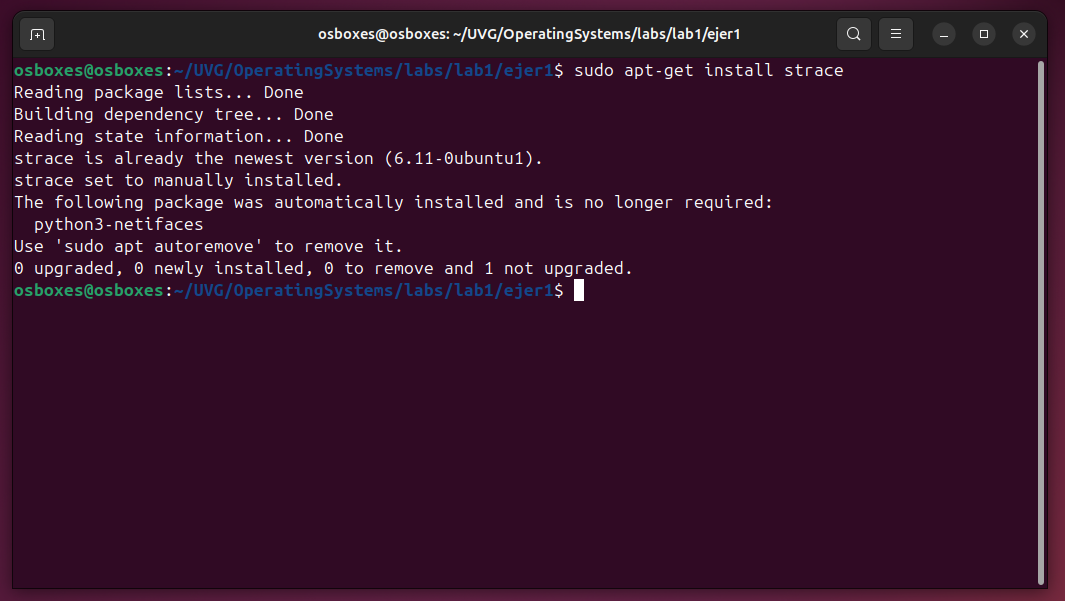 osboxes@osboxes: ~/UVG/OperatingSystems/labs/lab1/ejer1
osboxes@osboxes:~/UVG/OperatingSystems/labs/lab1/ejer1$ sudo apt-get install strace
Reading package lists... Done
Building dependency tree... Done
Reading state information... Done
strace is already the newest version (6.11-0ubuntu1).
strace set to manually installed.
The following package was automatically installed and is no longer required:
  python3-netifaces
Use 'sudo apt autoremove' to remove it.
0 upgraded, 0 newly installed, 0 to remove and 1 not upgraded.
osboxes@osboxes:~/UVG/OperatingSystems/labs/lab1/ejer1$